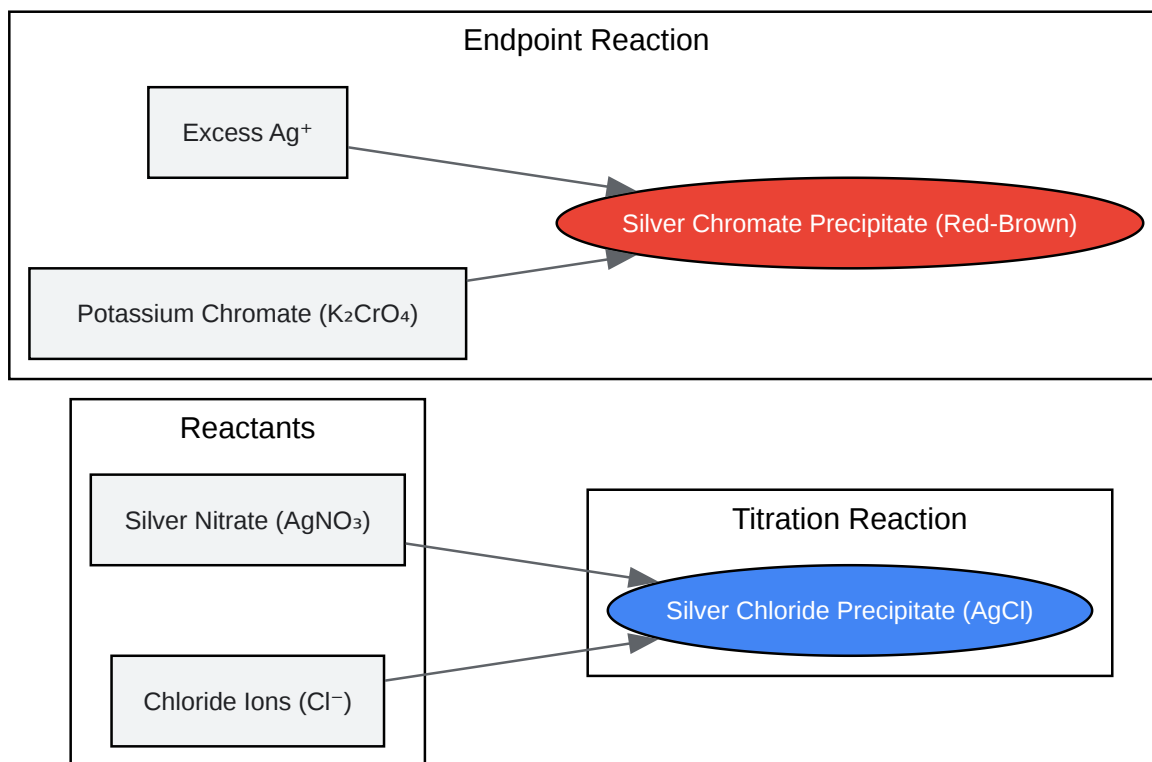 Endpoint Reaction
Excess Ag⁺
Silver Chromate Precipitate (Red-Brown)
Potassium Chromate (K₂CrO₄)
Reactants
Silver Nitrate (AgNO₃)
Titration Reaction
Silver Chloride Precipitate (AgCl)
Chloride Ions (Cl⁻)